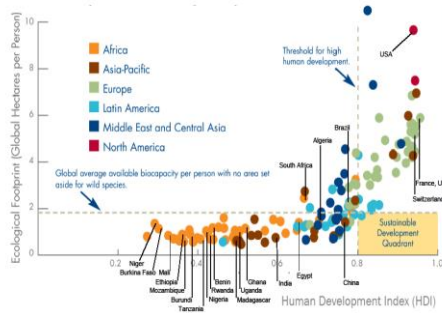 Ecological Footprint (Global Hectares per Person)
10
8
6
4
2
0
Africa
Asia-Pacific
Europe
Latin America
Middle East and Central Asia
North America
Threshold for high
human development.
USA
Global average available biocapacity per person with no area set
aside for wild species.
South Africa
Algeria
Brazil
France, U
Switzerland
Sustainable
Development
Quadrant
Niger
Burkina Faso
Mali
Ethiopia
Mozambique
Burundi
Tanzania
Benin
Rwanda
Nigeria
Ghana
Uganda
Madagascar
India
Egypt
China
0.2
0.4
0.6
0.8
1.0
Human Development Index (HDI)